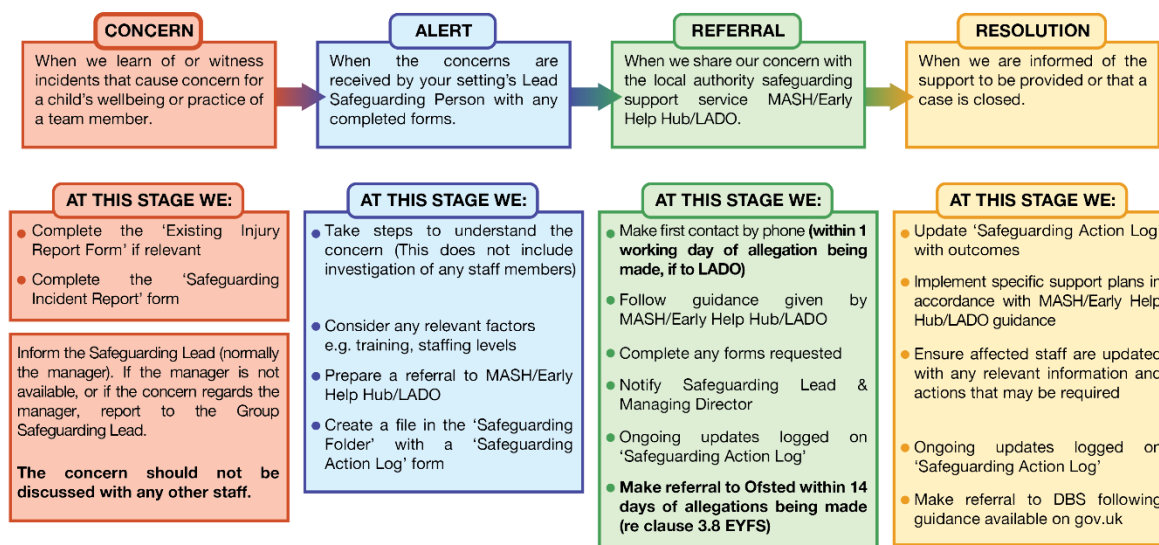 CONCERN
When we learn of or witness
incidents that cause concern for
a child's wellbeing or practice of
a team member.
ALERT
When the concerns are
received by your setting's Lead
Safeguarding Person with any
completed forms.
REFERRAL
When we share our concern with
the local authority safeguarding
support service MASH/Early
Help Hub/LADO.
RESOLUTION
When we are informed of the
support to be provided or that a
case is closed.
AT THIS STAGE WE:
• Complete the ‘Existing Injury
Report Form’ if relevant
• Complete the ‘Safeguarding
Incident Report’ form
Inform the Safeguarding Lead (normally
the manager). If the manager is not
available, or if the concern regards the
manager, report to the Group
Safeguarding Lead.
The concern should not be
discussed with any other staff.
AT THIS STAGE WE:
• Take steps to understand the
concern (This does not include
investigation of any staff members)
• Consider any relevant factors
e.g. training, staffing levels
• Prepare a referral to MASH/Early
Help Hub/LADO
• Create a file in the ‘Safeguarding
Folder’ with a ‘Safeguarding
Action Log’ form
AT THIS STAGE WE:
• Make first contact by phone (within 1
working day of allegation being
made, if to LADO)
• Follow guidance given by
MASH/Early Help Hub/LADO
• Complete any forms requested
• Notify Safeguarding Lead &
Managing Director
• Ongoing updates logged on
‘Safeguarding Action Log’
• Make referral to Ofsted within 14
days of allegations being made
(re clause 3.8 EYFS)
AT THIS STAGE WE:
• Update ‘Safeguarding Action Log’
with outcomes
• Implement specific support plans in
accordance with MASH/Early Help
Hub/LADO guidance
• Ensure affected staff are updated
with any relevant information and
actions that may be required
• Ongoing updates logged on
‘Safeguarding Action Log’
• Make referral to DBS following
guidance available on gov.uk